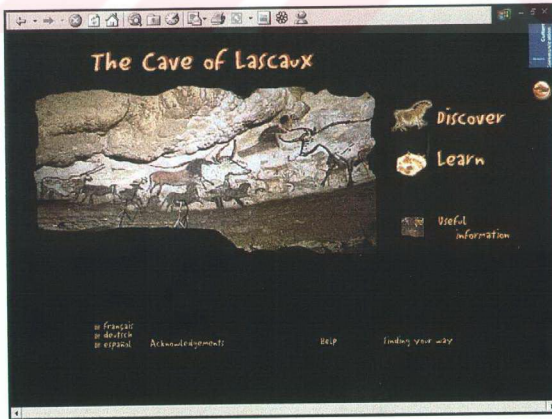 The Cave of Lascaux
Discover
Learn
Useful
information
français
deutsch
español
Acknowledgements
Help
Finding your way